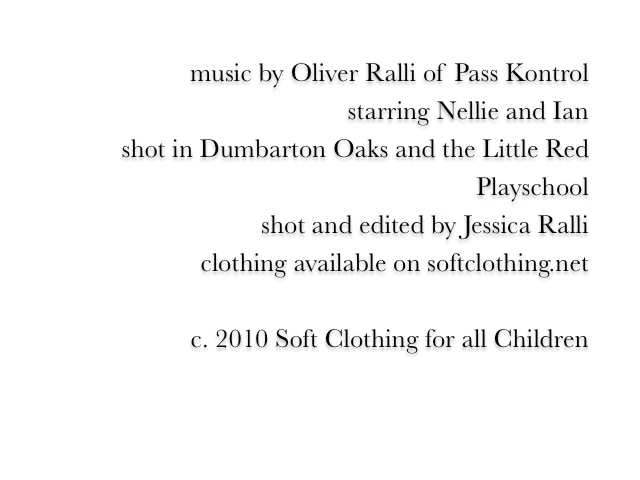 music by Oliver Ralli of Pass Kontrol
starring Nellie and Ian
shot in Dumbarton Oaks and the Little Red
Playschool
shot and edited by Jessica Ralli
clothing available on softclothing.net
c. 2010 Soft Clothing for all Children